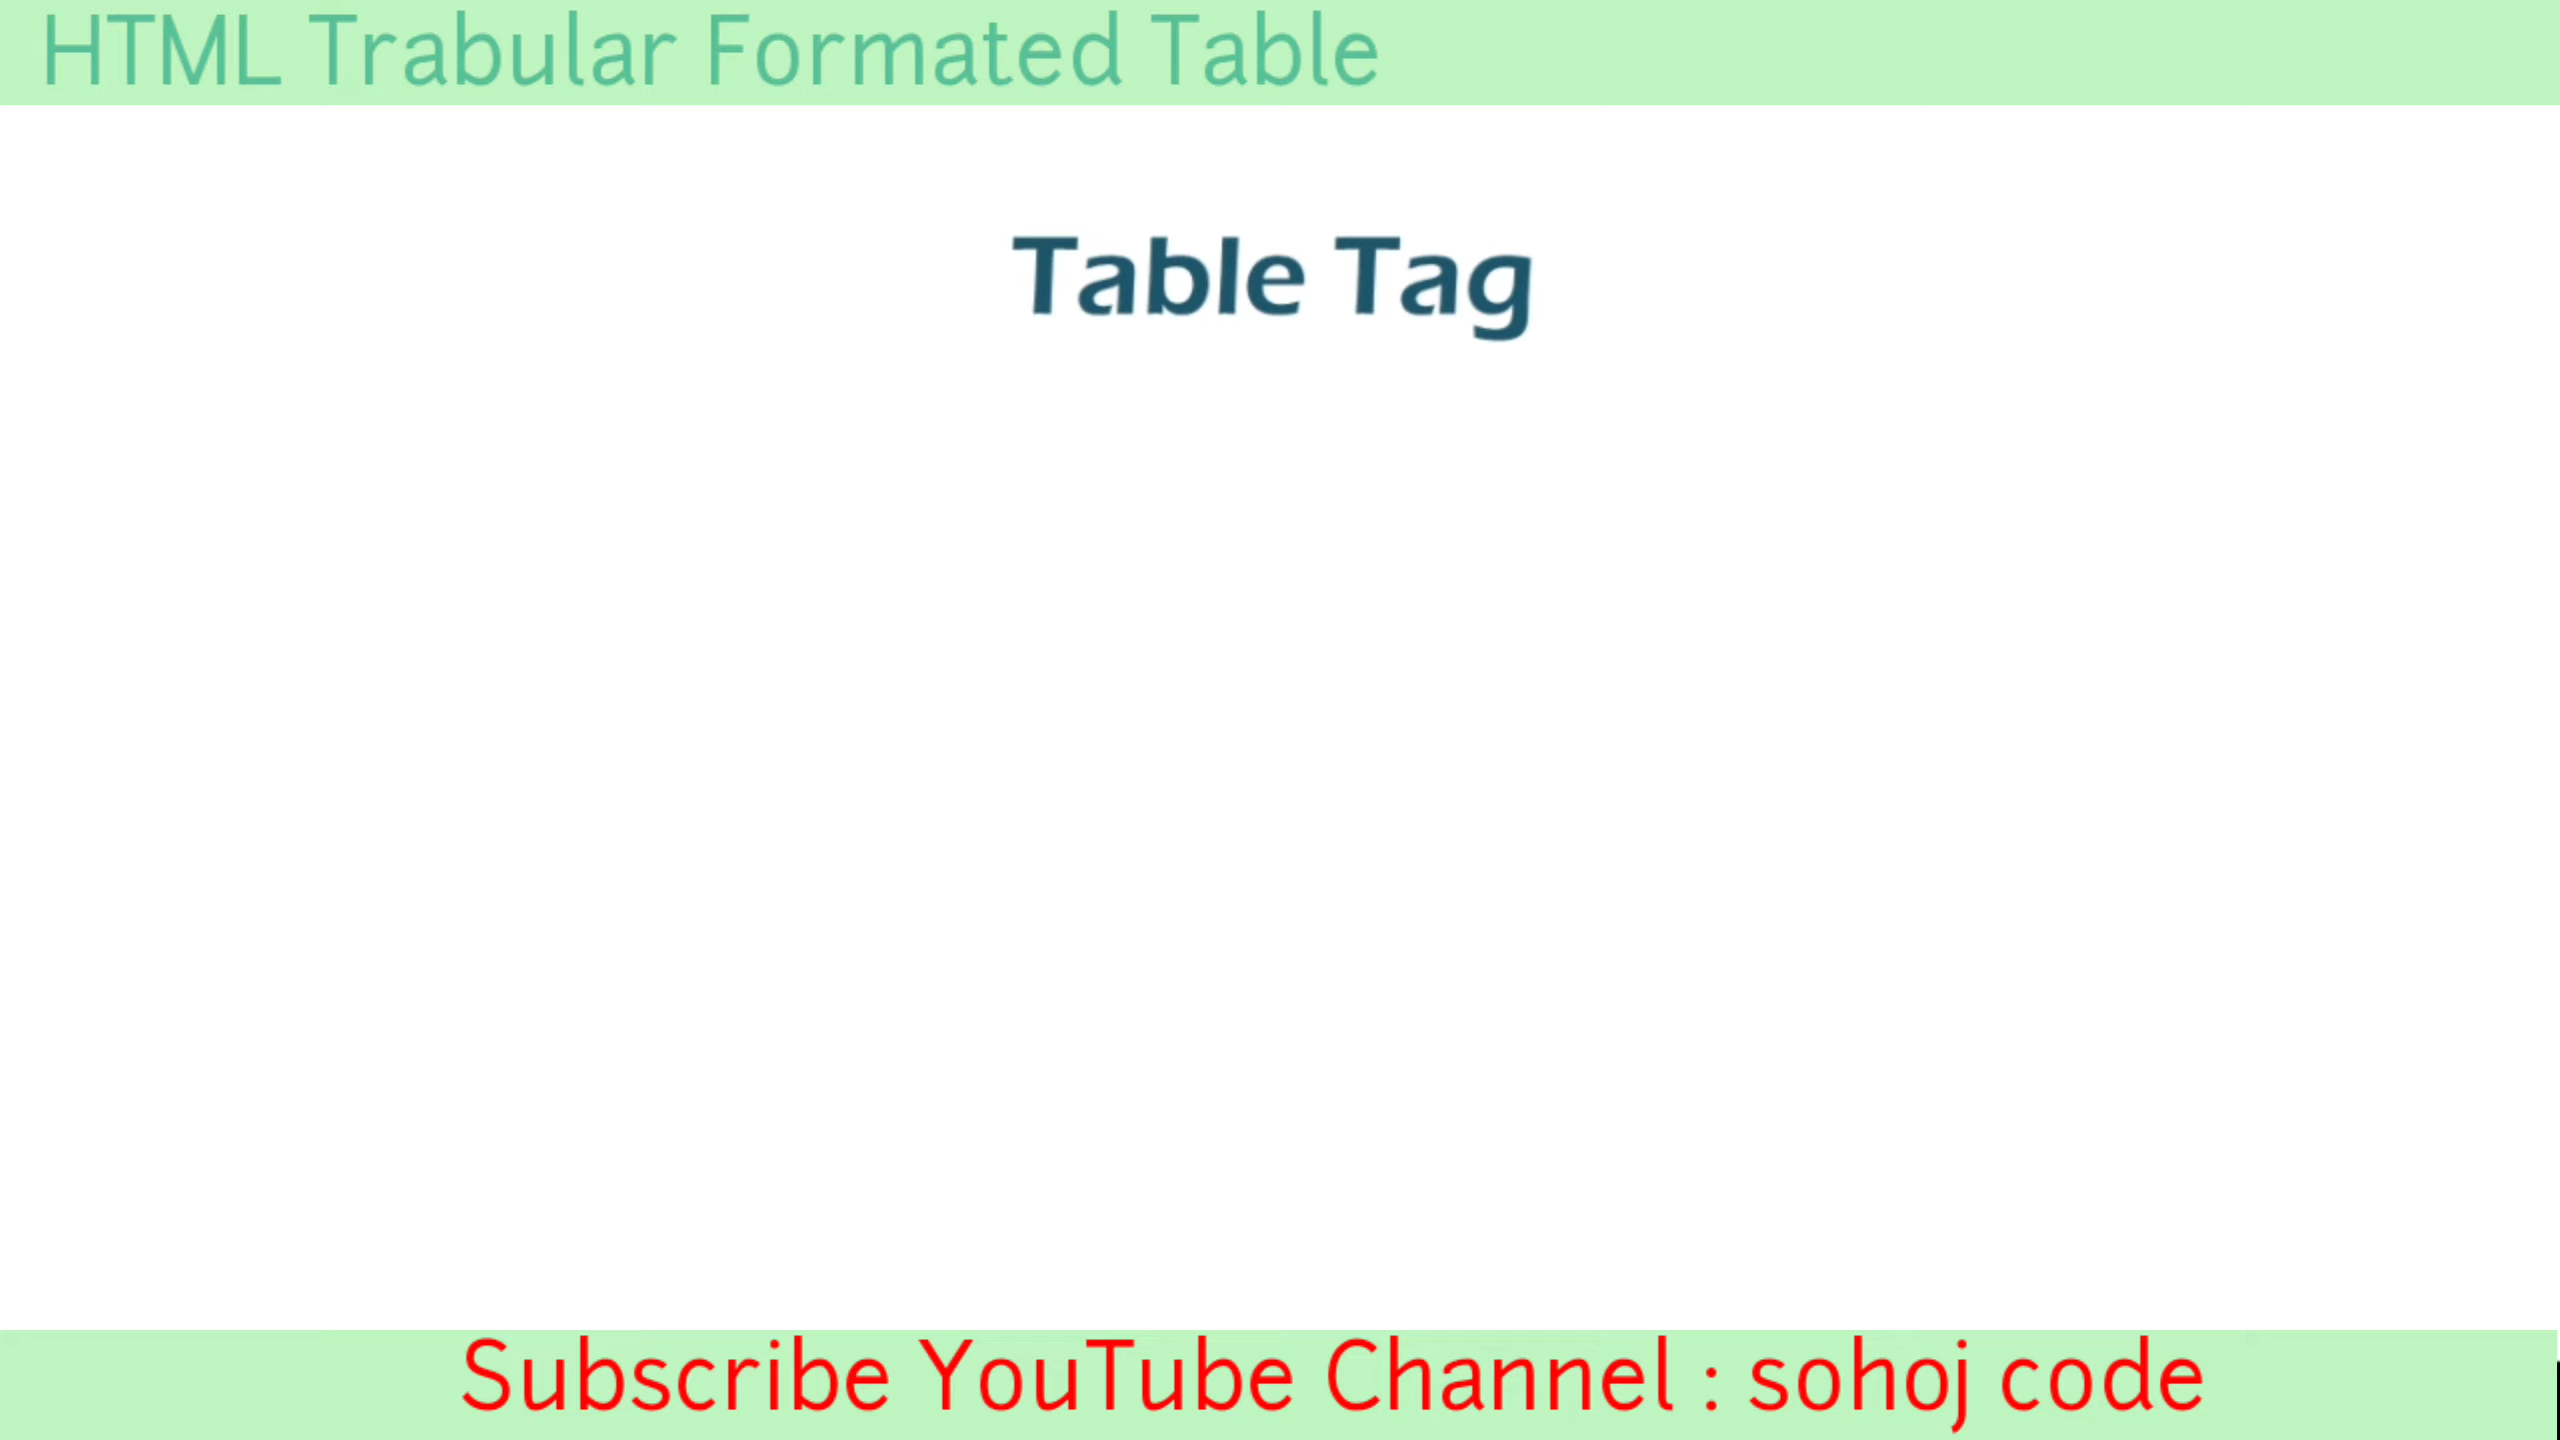 HTML Trabular Formated Table
Table Tag
Subscribe YouTube Channel : sohoj code